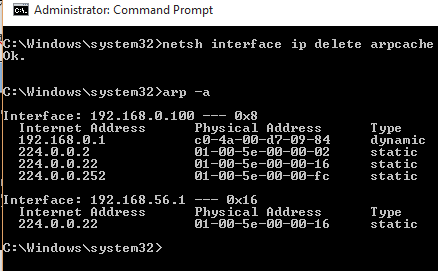 Administrator: Command Prompt
C:\Windows\system32>netsh interface ip delete arpcache
Ok.
C:\Windows\system32>arp -a
Interface: 192.168.0.100 --- 0x8
Internet Address Physical Address Type
192.168.0.1 c0-4a-00-d7-09-84 dynamic
224.0.0.2 01-00-5e-00-00-02 static
224.0.0.22 01-00-5e-00-00-16 static
224.0.0.252 01-00-5e-00-00-fc static
Interface: 192.168.56.1 --- 0x16
Internet Address Physical Address Type
224.0.0.22 01-00-5e-00-00-16 static
C:\Windows\system32>